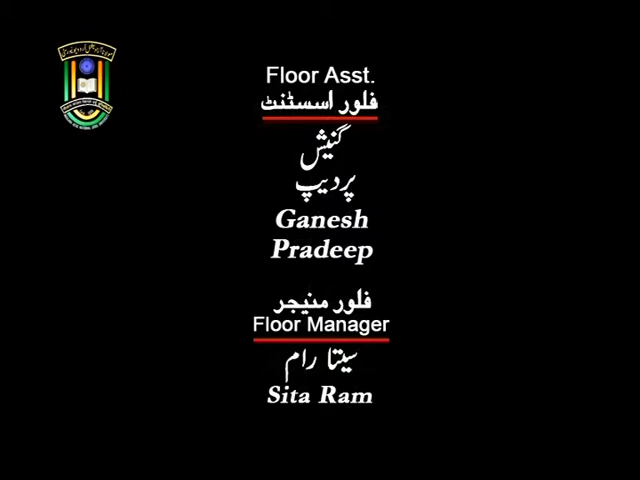 Floor Asst.
فلور اسسٹنٹ
گنیش
پردیپ
Ganesh
Pradeep
فلور منیجر
Floor Manager
سیتا رام
Sita Ram